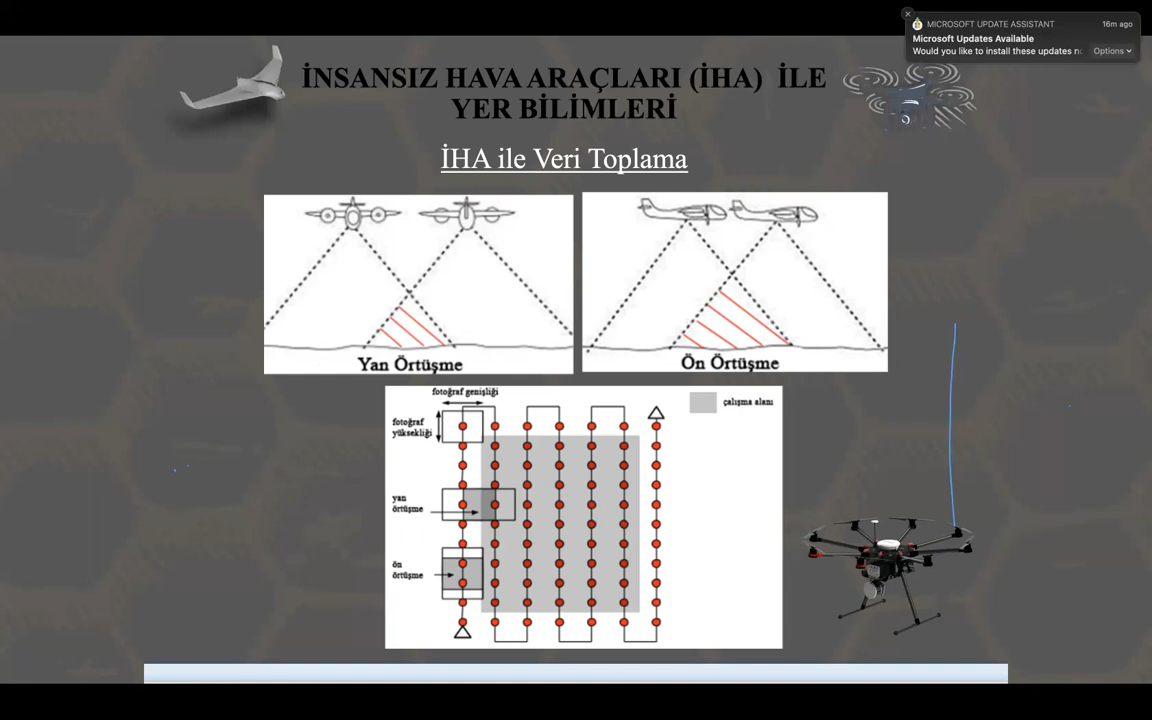 MICROSOFT UPDATE ASSISTANT
16m ago
Microsoft Updates Available
Would you like to install these updates
Options
İNSANSIZ HAVA ARAÇLARI (İHA) İLE
YER BİLİMLERİ
İHA ile Veri Toplama
Yan Örtüşme
Ön Örtüşme
fotoğraf genişliği
fotoğraf
yüksekliği
çalışma alanı
yan
örtüşme
ön
örtüşme